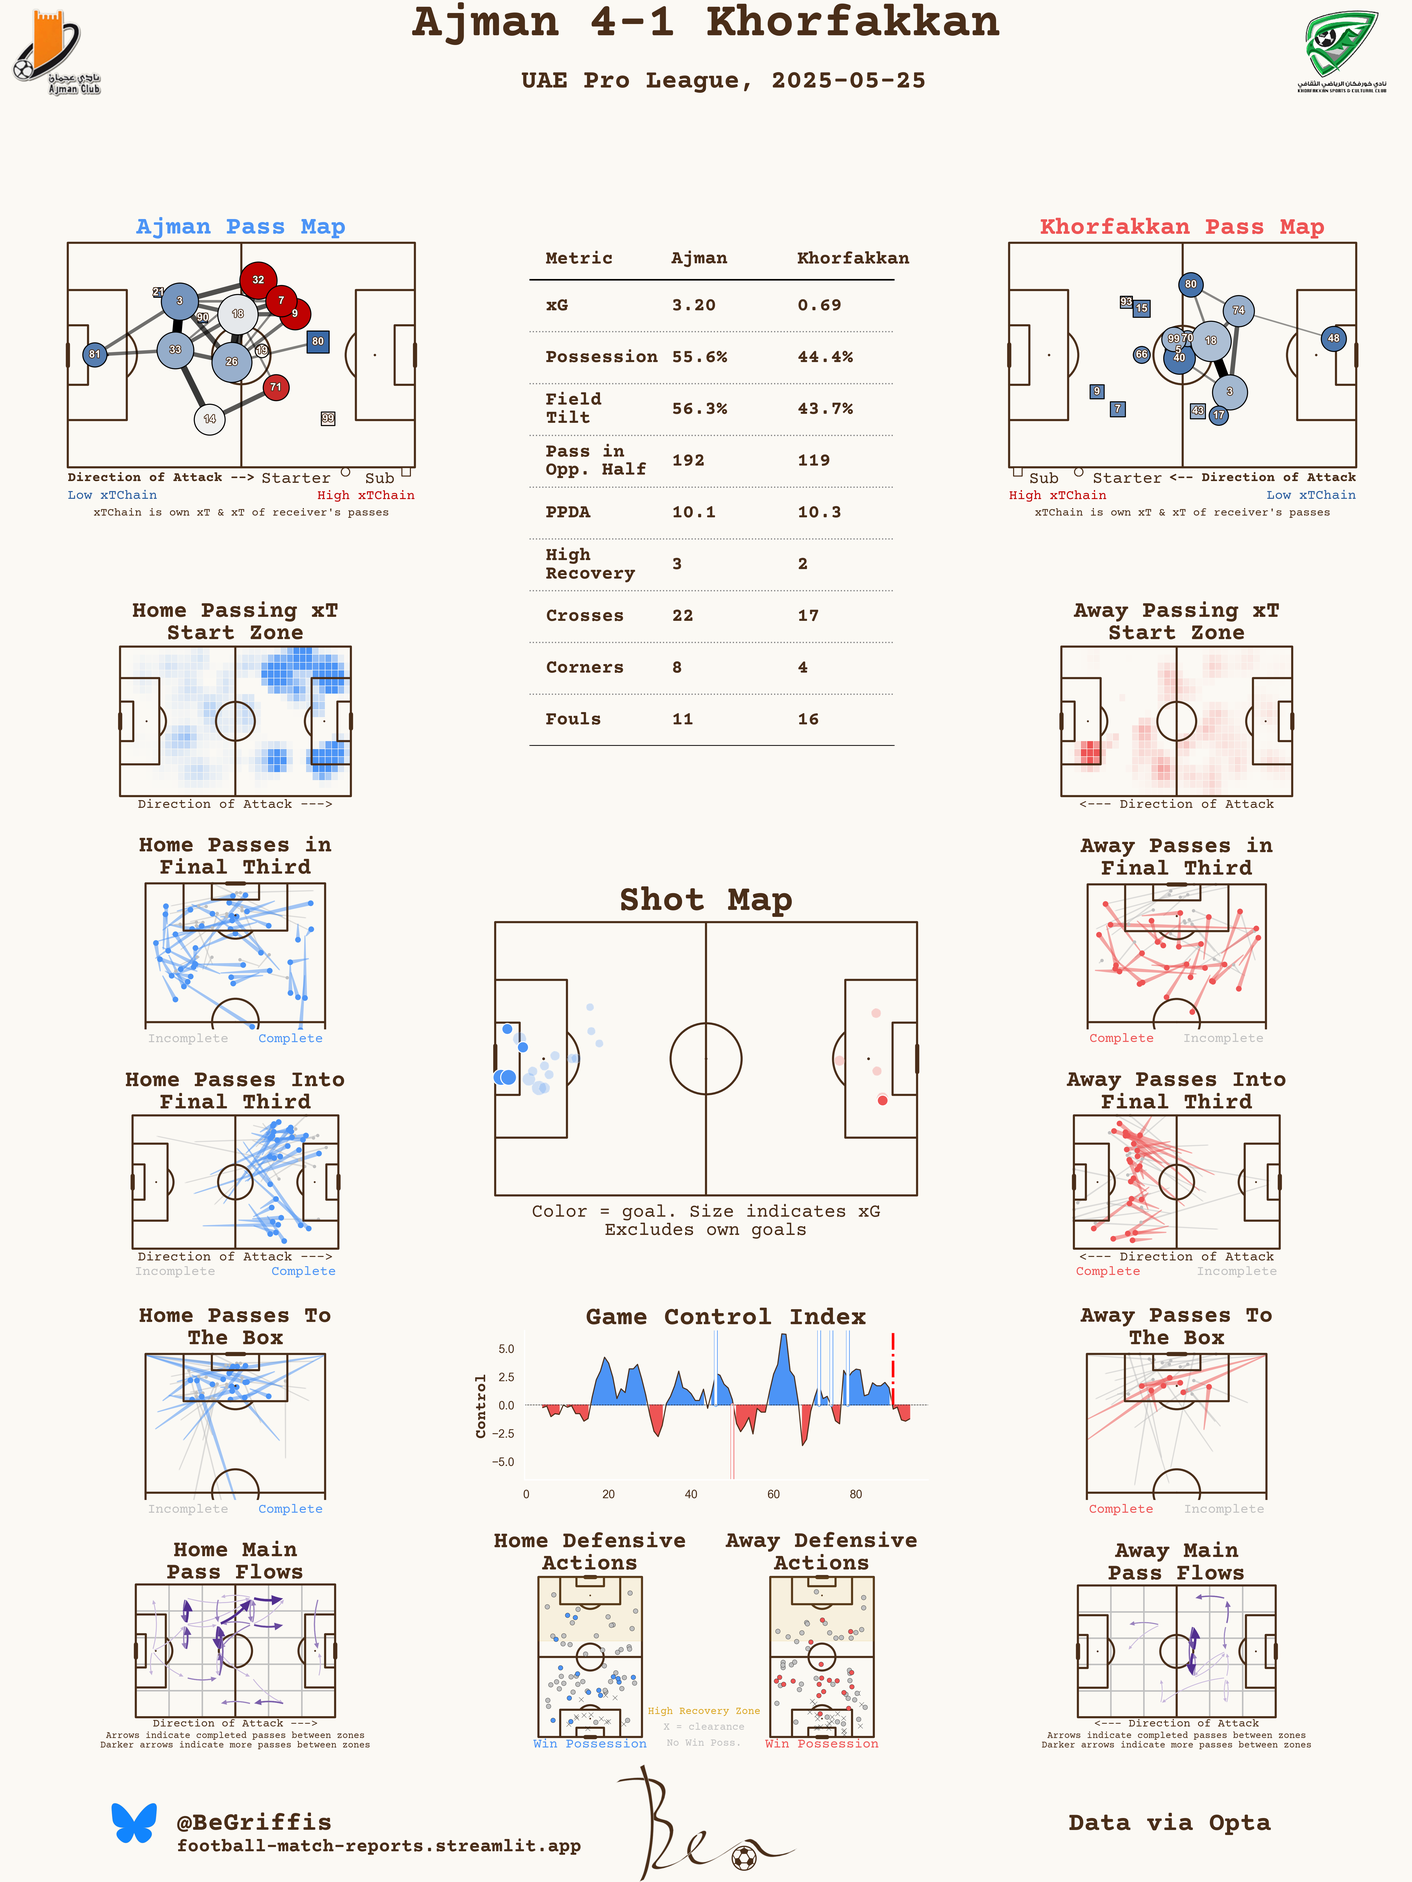 Ajman 4-1 Khorfakkan
UAE Pro League, 2025-05-25
نادي عجمان
Ajman Club
نادي خورفكان الرياضي الثقافي
KHORFAKKAN SPORTS & CULTURAL CLUB
Ajman Pass Map
21
3
32
7
9
18
90
33
26
19
80
81
71
14
99
Direction of Attack --> Starter Sub
Low xTChain High xTChain
xTChain is own xT & xT of receiver's passes
Metric Ajman Khorfakkan
xG 3.20 0.69
Possession 55.6% 44.4%
Field
Tilt 56.3% 43.7%
Pass in
Opp. Half 192 119
PPDA 10.1 10.3
High
Recovery 3 2
Crosses 22 17
Corners 8 4
Fouls 11 16
Khorfakkan Pass Map
80
93
15
74
99
70
18
48
5
66
40
9
3
7
43
17
Sub Starter <-- Direction of Attack
High xTChain Low xTChain
xTChain is own xT & xT of receiver's passes
Home Passing xT
Start Zone
Direction of Attack --->
Away Passing xT
Start Zone
<--- Direction of Attack
Home Passes in
Final Third
Incomplete Complete
Away Passes in
Final Third
Complete Incomplete
Shot Map
Color = goal. Size indicates xG
Excludes own goals
Home Passes Into
Final Third
Direction of Attack --->
Incomplete Complete
Away Passes Into
Final Third
<--- Direction of Attack
Complete Incomplete
Home Passes To
The Box
Incomplete Complete
Game Control Index
Control
5.0
2.5
0.0
−2.5
−5.0
0 20 40 60 80
Away Passes To
The Box
Complete Incomplete
Home Main
Pass Flows
Direction of Attack --->
Arrows indicate completed passes between zones
Darker arrows indicate more passes between zones
Home Defensive
Actions
Win Possession
High Recovery Zone
X = clearance
No Win Poss.
Away Defensive
Actions
Win Possession
Away Main
Pass Flows
<--- Direction of Attack
Arrows indicate completed passes between zones
Darker arrows indicate more passes between zones
@BeGriffis
football-match-reports.streamlit.app
Ben
Data via Opta